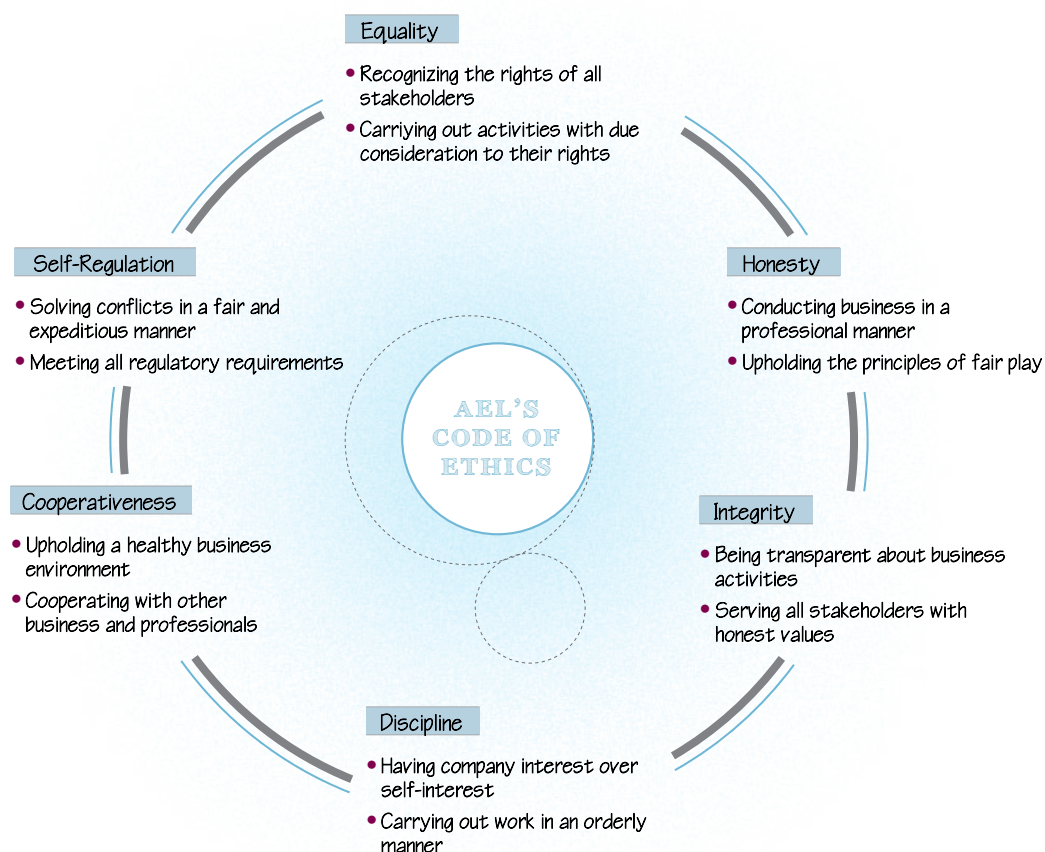 Equality
• Recognizing the rights of all
stakeholders
• Carriying out activities with due
consideration to their rights
Honesty
• Conducting business in a
professional manner
• Upholding the principles of fair play
Integrity
• Being transparent about business
activities
• Serving all stakeholders with
honest values
Discipline
• Having company interest over
self-interest
• Carrying out work in an orderly
manner
Cooperativeness
• Upholding a healthy business
environment
• Cooperating with other
business and professionals
Self-Regulation
• Solving conflicts in a fair and
expeditious manner
• Meeting all regulatory requirements
AEL'S
CODE OF
ETHICS